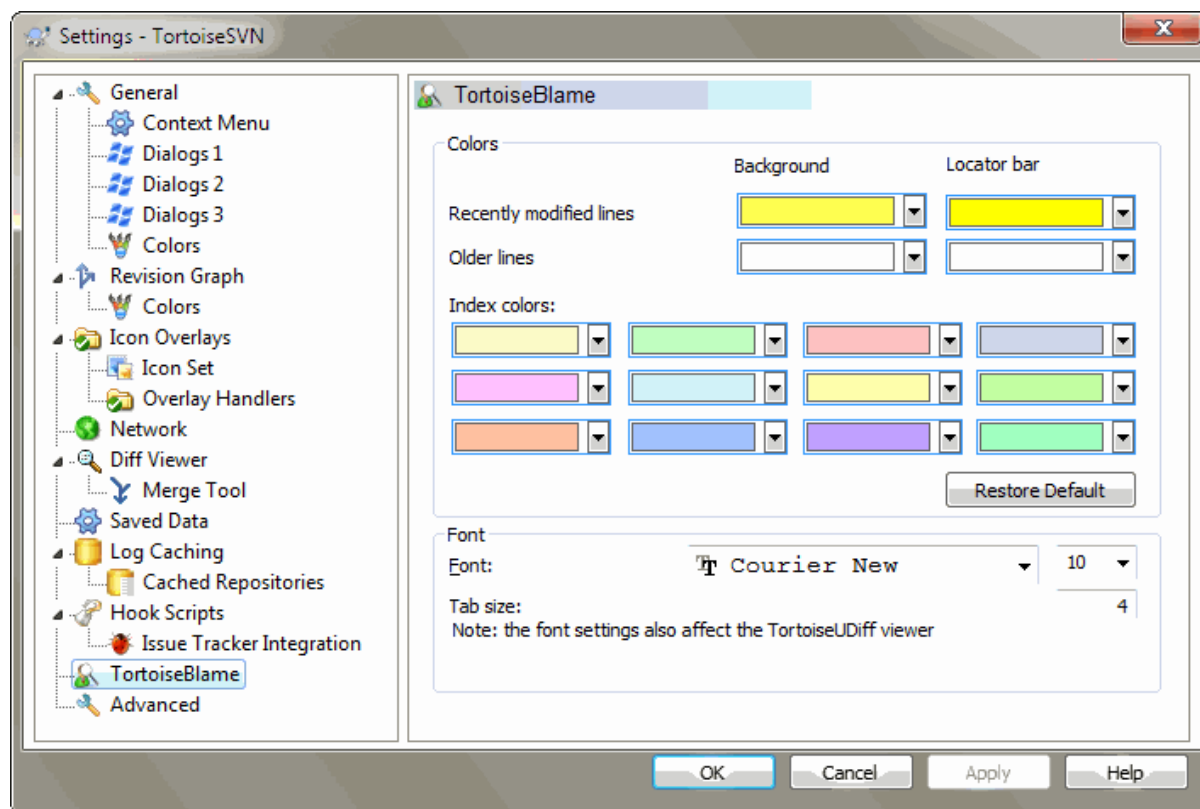 Settings - TortoiseSVN
X
General
Context Menu
Dialogs 1
Dialogs 2
Dialogs 3
Colors
Revision Graph
Colors
Icon Overlays
Icon Set
Overlay Handlers
Network
Diff Viewer
Merge Tool
Saved Data
Log Caching
Cached Repositories
Hook Scripts
Issue Tracker Integration
TortoiseBlame
Advanced
TortoiseBlame
Colors
Background Locator bar
Recently modified lines
Older lines
Index colors:
Restore Default
Font
Font: Courier New 10
Tab size: 4
Note: the font settings also affect the TortoiseUDiff viewer
OK Cancel Apply Help